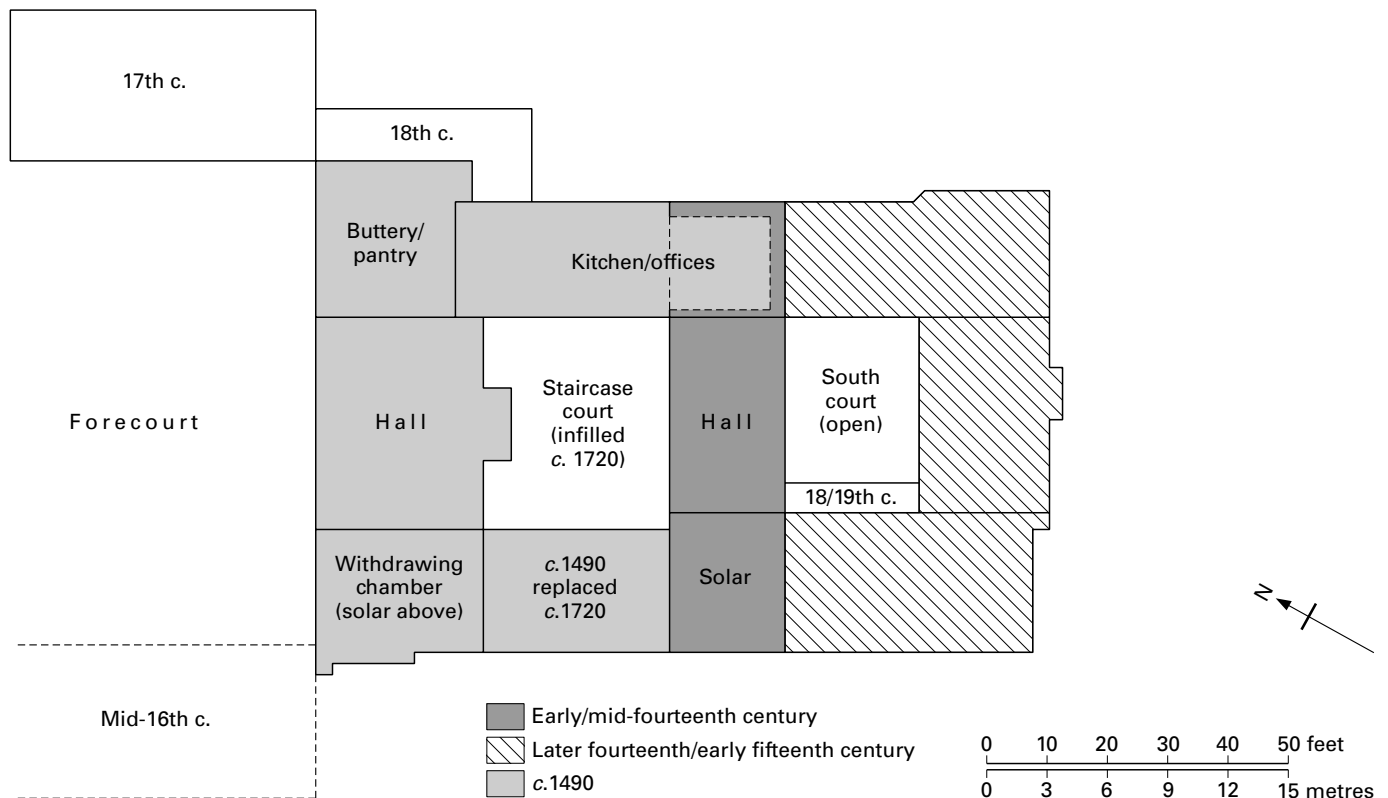 17th c.
18th c.
Buttery/
pantry
Kitchen/offices
Forecourt
Hall
Staircase
court
(infilled
c. 1720)
Hall
South
court
(open)
18/19th c.
Withdrawing
chamber
(solar above)
c.1490
replaced
c.1720
Solar
N
Mid-16th c.
Early/mid-fourteenth century
Later fourteenth/early fifteenth century
c.1490
0 10 20 30 40 50 feet
0 3 6 9 12 15 metres